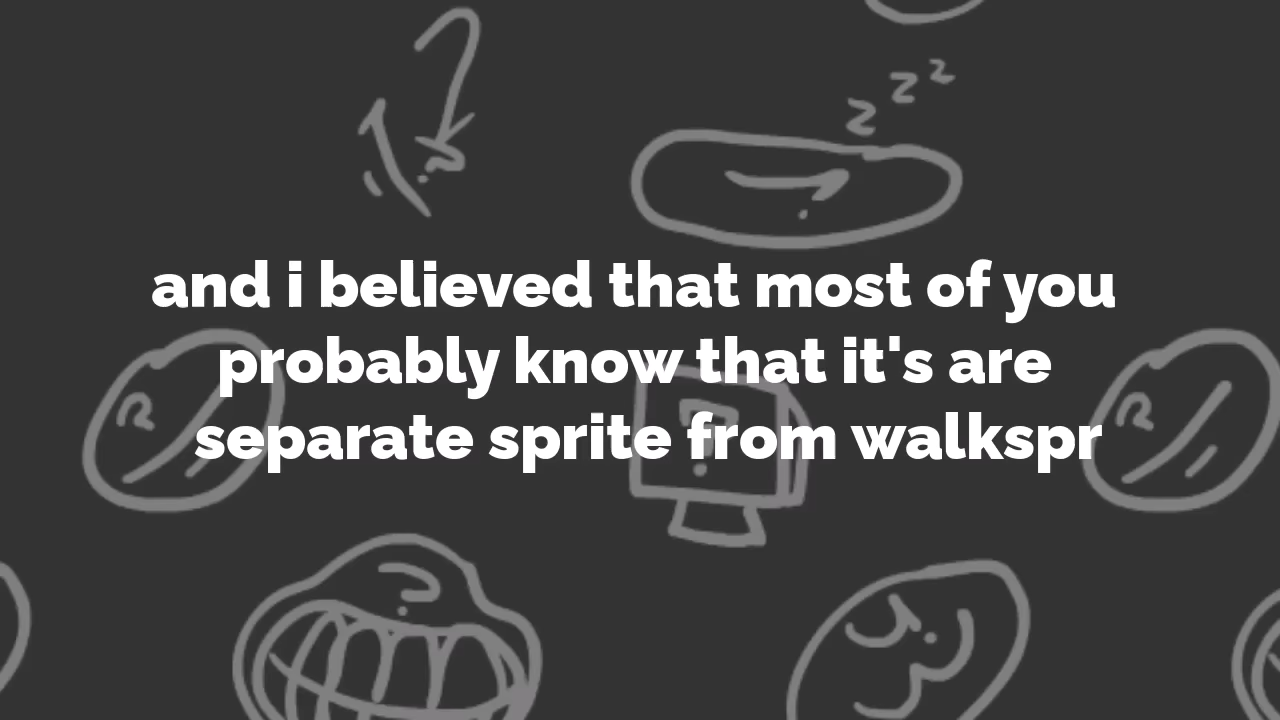 z z z
and i believed that most of you
probably know that it's are
separate sprite from walkspr
?